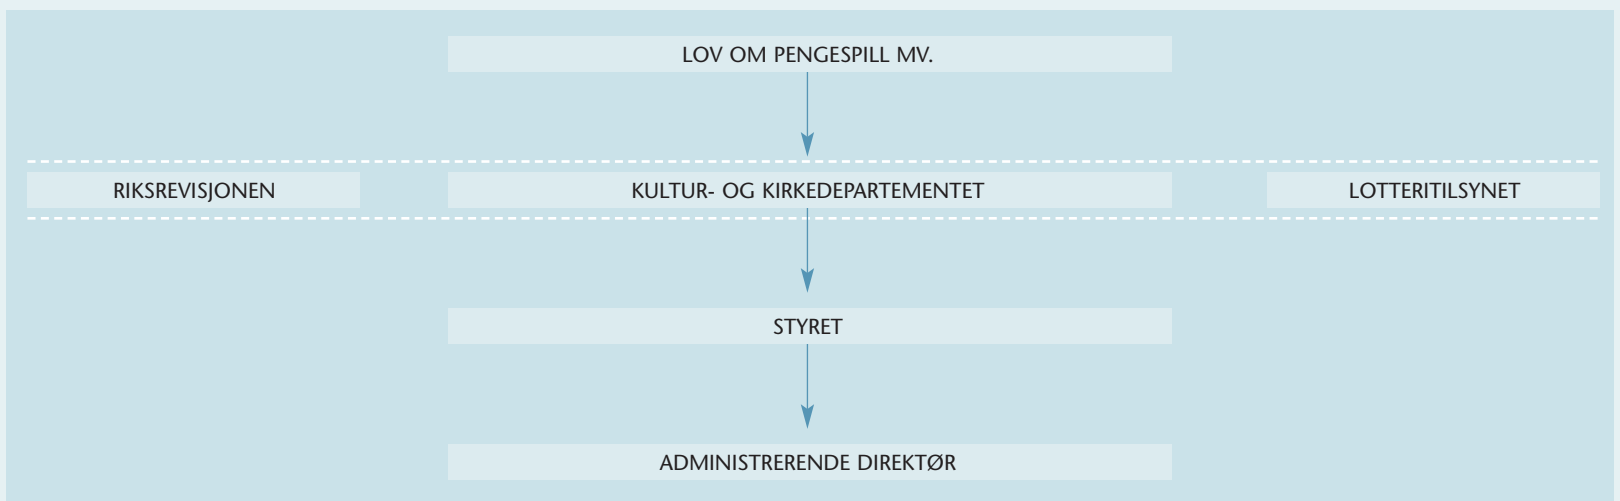 LOV OM PENGESPILL MV.
RIKSREVISJONEN
KULTUR- OG KIRKEDEPARTEMENTET
LOTTERITILSYNET
STYRET
ADMINISTRERENDE DIREKTØR